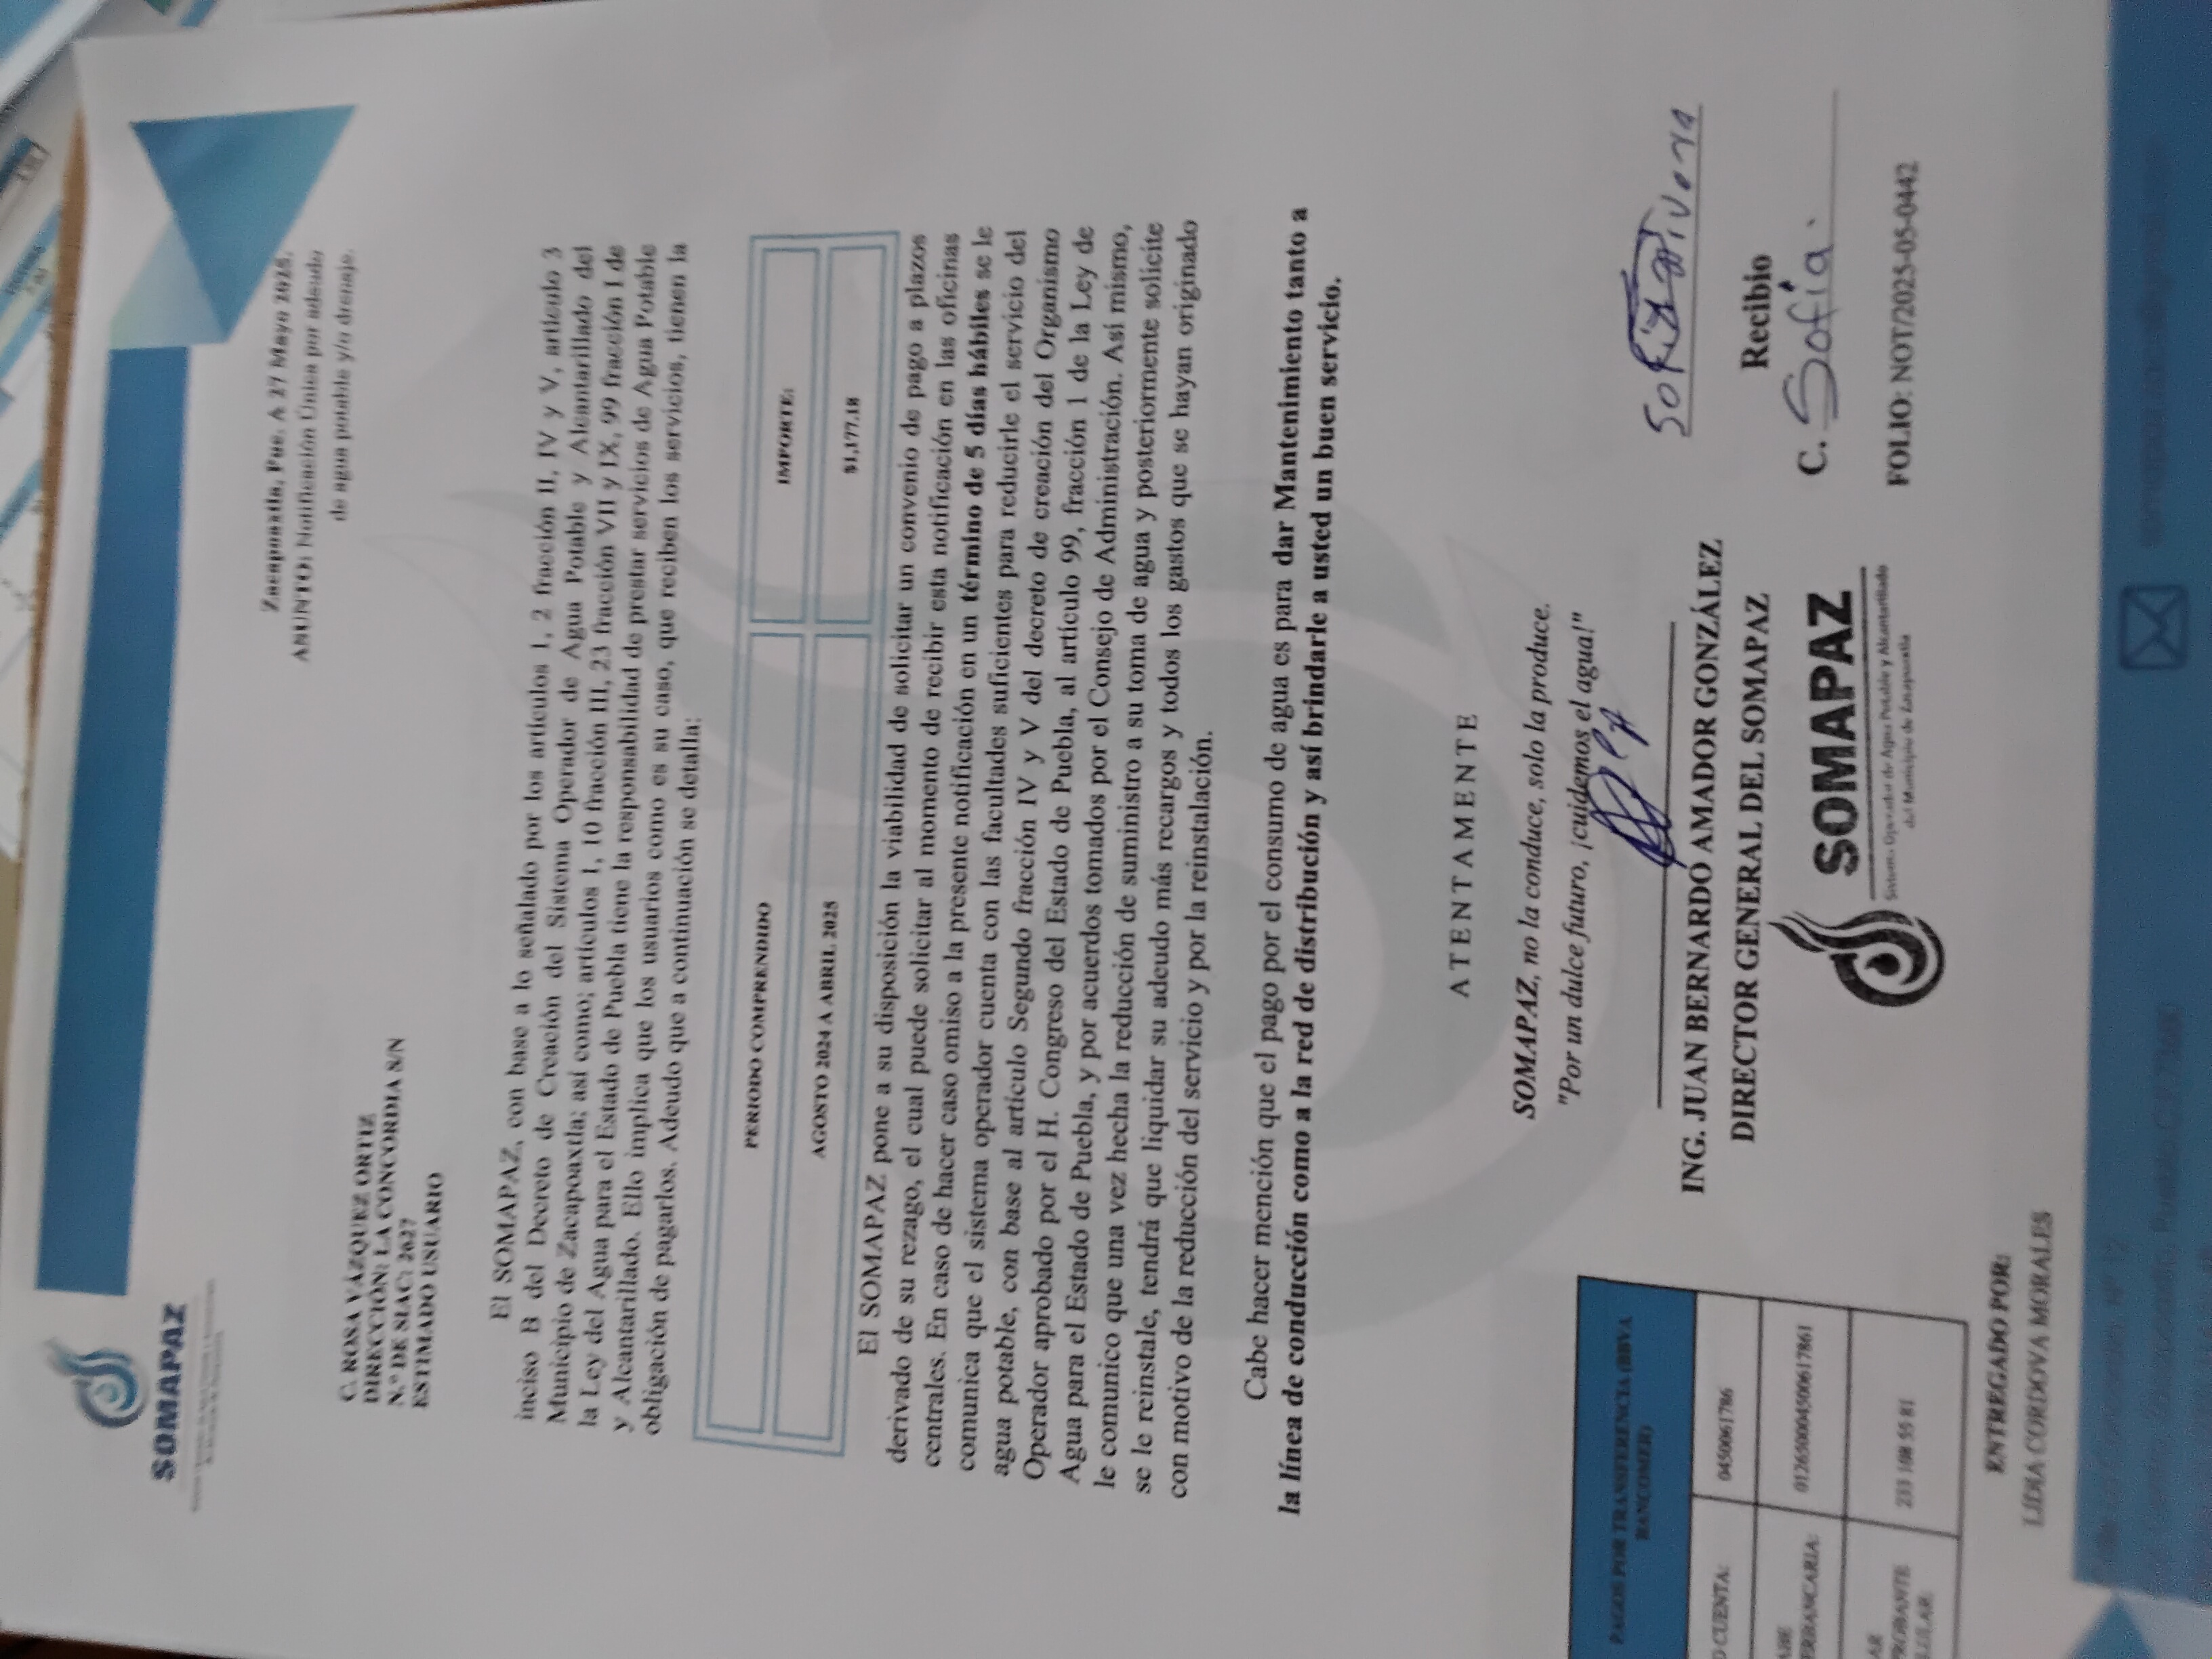 SOMAPAZ
Zacapoaxtla, Pue. A 27 Mayo 2025.
ASUNTO: Notificación Única por adeudo
de agua potable y/o drenaje.
C. ROSA VÁZQUEZ ORTIZ
DIRECCIÓN: LA CONCORDIA S/N
N.º DE SIAC: 2627
ESTIMADO USUARIO
El SOMAPAZ, con base a lo señalado por los artículos 1, 2 fracción II, IV y V, artículo 3
inciso B del Decreto de Creación del Sistema Operador de Agua Potable y Alcantarillado del
Municipio de Zacapoaxtla; así como; artículos 1, 10 fracción III, 23 fracción VII y IX, 99 fracción I de
la Ley del Agua para el Estado de Puebla tiene la responsabilidad de prestar servicios de Agua Potable
y Alcantarillado. Ello implica que los usuarios como es su caso, que reciben los servicios, tienen la
obligación de pagarlos. Adeudo que a continuación se detalla:
PERIODO COMPRENDIDO
IMPORTE:
AGOSTO 2024 A ABRIL 2025
$1,177.18
El SOMAPAZ pone a su disposición la viabilidad de solicitar un convenio de pago a plazos
derivado de su rezago, el cual puede solicitar al momento de recibir esta notificación en las oficinas
centrales. En caso de hacer caso omiso a la presente notificación en un término de 5 días hábiles se le
comunica que el sistema operador cuenta con las facultades suficientes para reducirle el servicio del
agua potable, con base al artículo Segundo fracción IV y V del decreto de creación del Organismo
Operador aprobado por el H. Congreso del Estado de Puebla, al artículo 99, fracción 1 de la Ley de
Agua para el Estado de Puebla, y por acuerdos tomados por el Consejo de Administración. Así mismo,
le comunico que una vez hecha la reducción de suministro a su toma de agua y posteriormente solicite
se le reinstale, tendrá que liquidar su adeudo más recargos y todos los gastos que se hayan originado
con motivo de la reducción del servicio y por la reinstalación.
Cabe hacer mención que el pago por el consumo de agua es para dar Mantenimiento tanto a
la línea de conducción como a la red de distribución y así brindarle a usted un buen servicio.
ATENTAMENTE
SOMAPAZ, no la conduce, solo la produce.
"Por un dulce futuro, ¡cuidemos el agua!"
ING. JUAN BERNARDO AMADOR GONZÁLEZ
DIRECTOR GENERAL DEL SOMAPAZ
SOMAPAZ
Sistema Operador de Agua Potable y Alcantarillado
del Municipio de Zacapoaxtla
Recibio
C. Sofía.
FOLIO: NOT/2025-05-0442
PAGOS POR TRANSFERENCIA (BBVA
BANCOMER)
CUENTA:
0450061786
ERBANCARIA:
012650004500617861
233 108 55 81
ENTREGADO POR:
LIDIA CORDOVA MORALES